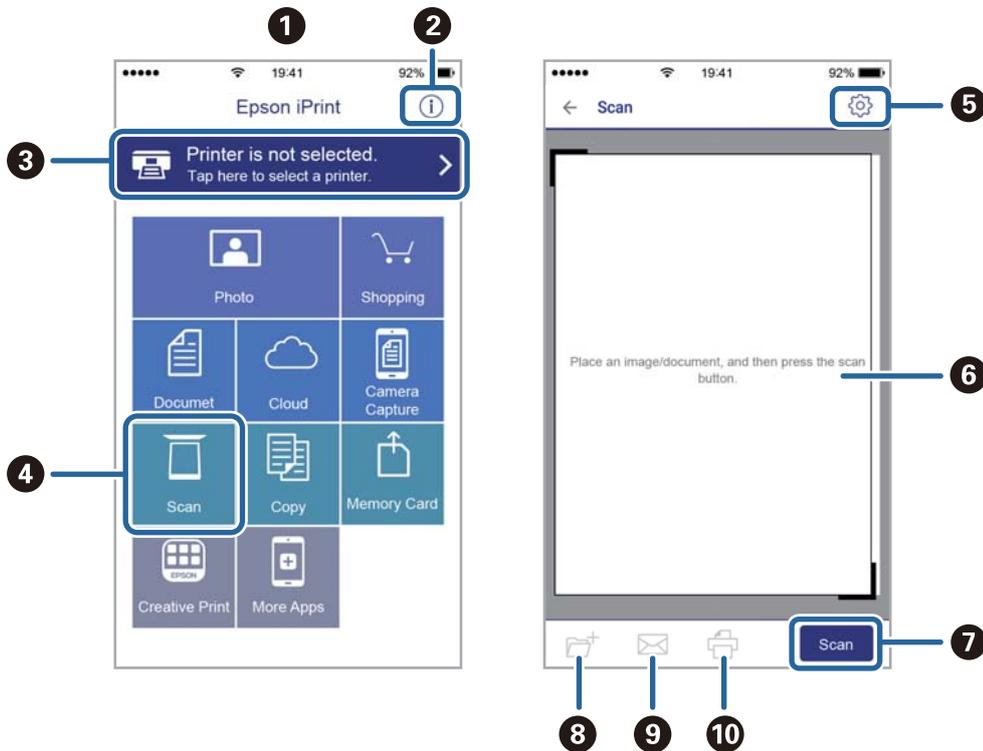 1
2
19:41
92%
Epson iPrint
3
Printer is not selected.
Tap here to select a printer.
Photo
Shopping
Documet
Cloud
Camera
Capture
4
Scan
Copy
Memory Card
EPSON
Creative Print
More Apps
19:41
92%
Scan
5
Place an image/document, and then press the scan
button.
6
Scan
7
8
9
10